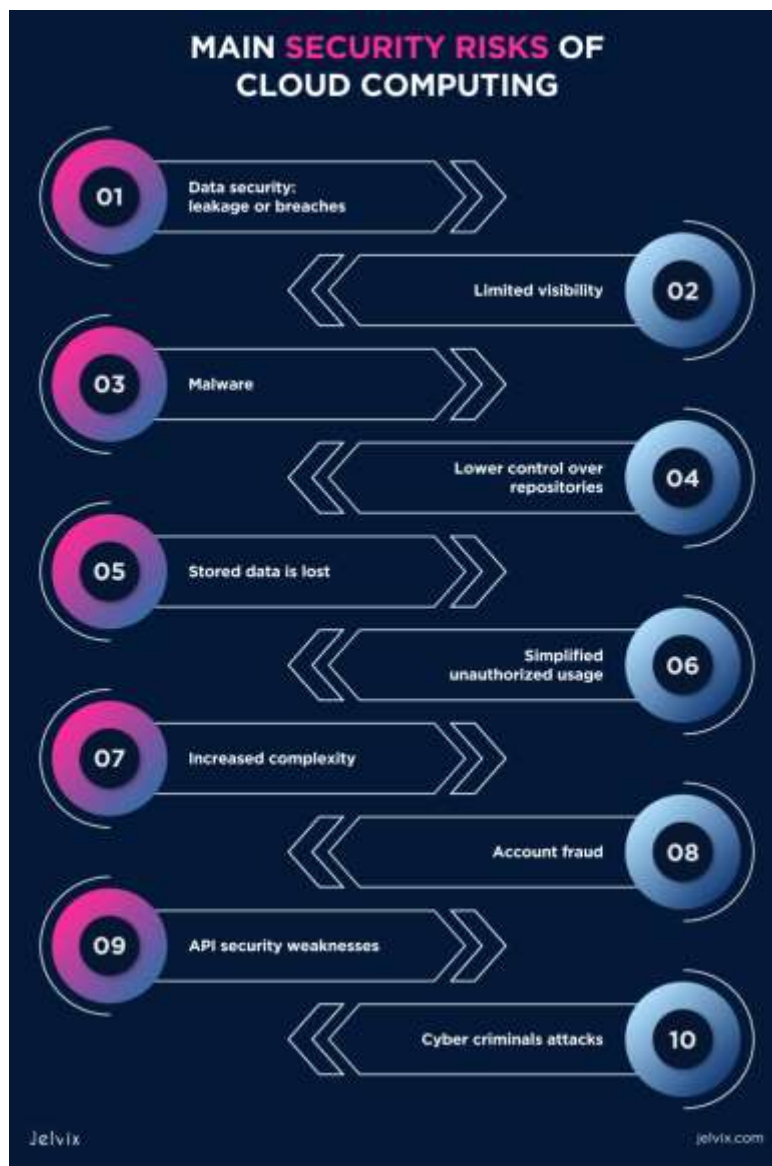 MAIN SECURITY RISKS OF
CLOUD COMPUTING
01
Data security:
leakage or breaches
Limited visibility
02
03
Malware
Lower control over
repositories
04
05
Stored data is lost
Simplified
unauthorized usage
06
07
Increased complexity
Account fraud
08
09
API security weaknesses
Cyber criminals attacks
10
Jelvix
jelvix.com